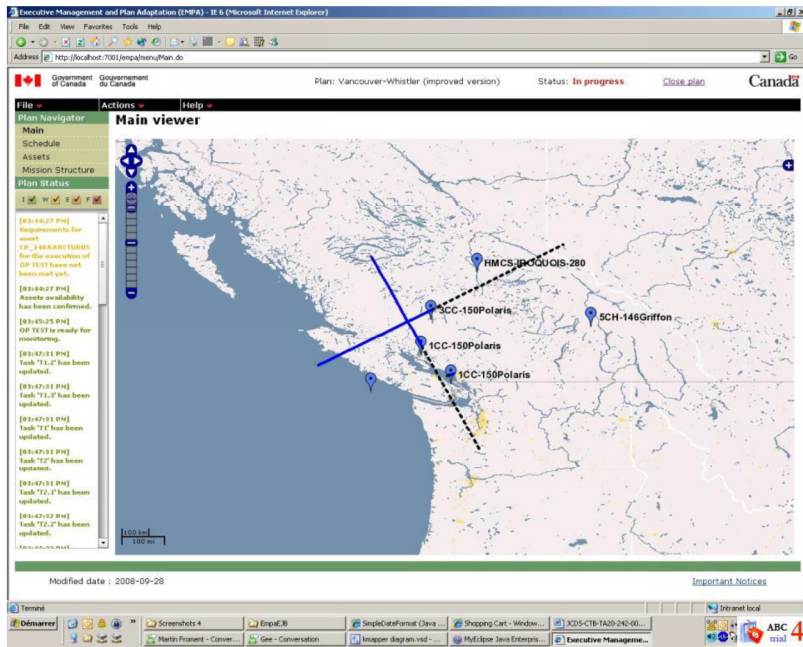 Executive Management and Plan Adaptation (EMPA) - IE 6 (Microsoft Internet Explorer)
File Edit View Favorites Tools Help
Address http://localhost:7001/empa/menu/Main.do Go
Government of Canada Gouvernement du Canada
Plan: Vancouver-Whistler (improved version) Status: In progress Close plan Canada
File Actions Help
Plan Navigator
Main
Schedule
Assets
Mission Structure
Plan Status
I W E F
[03:44:27 PM]
Requirements for
asset
CP_140AARCTURUS
for the execution of
OP TEST have not
been met yet.
[03:44:27 PM]
Assets availability
has been confirmed.
[03:45:25 PM]
OP TEST is ready for
monitoring.
[03:47:31 PM]
Task 'T1.2' has been
updated.
[03:47:31 PM]
Task 'T1.3' has been
updated.
[03:47:31 PM]
Task 'T1' has been
updated.
[03:47:31 PM]
Task 'T2' has been
updated.
[03:47:31 PM]
Task 'T2.1' has been
updated.
[03:47:32 PM]
Task 'T2.2' has been
updated.
Main viewer
HMCS-IROQUOIS-280
3CC-150Polaris
5CH-146Griffon
1CC-150Polaris
1CC-150Polaris
100 km
100 mi
Modified date : 2008-09-28 Important Notices
Terminé Intranet local
Démarrer Screenshots 4 EmpaEJB SimpleDateFormat (Java ... Shopping Cart - Window... JCDS-CTB-TA20-242-00...
Martin Froment - Conver... Gee - Conversation kmapper diagram.vsd - ... MyEclipse Java Enterpris... Executive Manageme...
ABC 4
trial